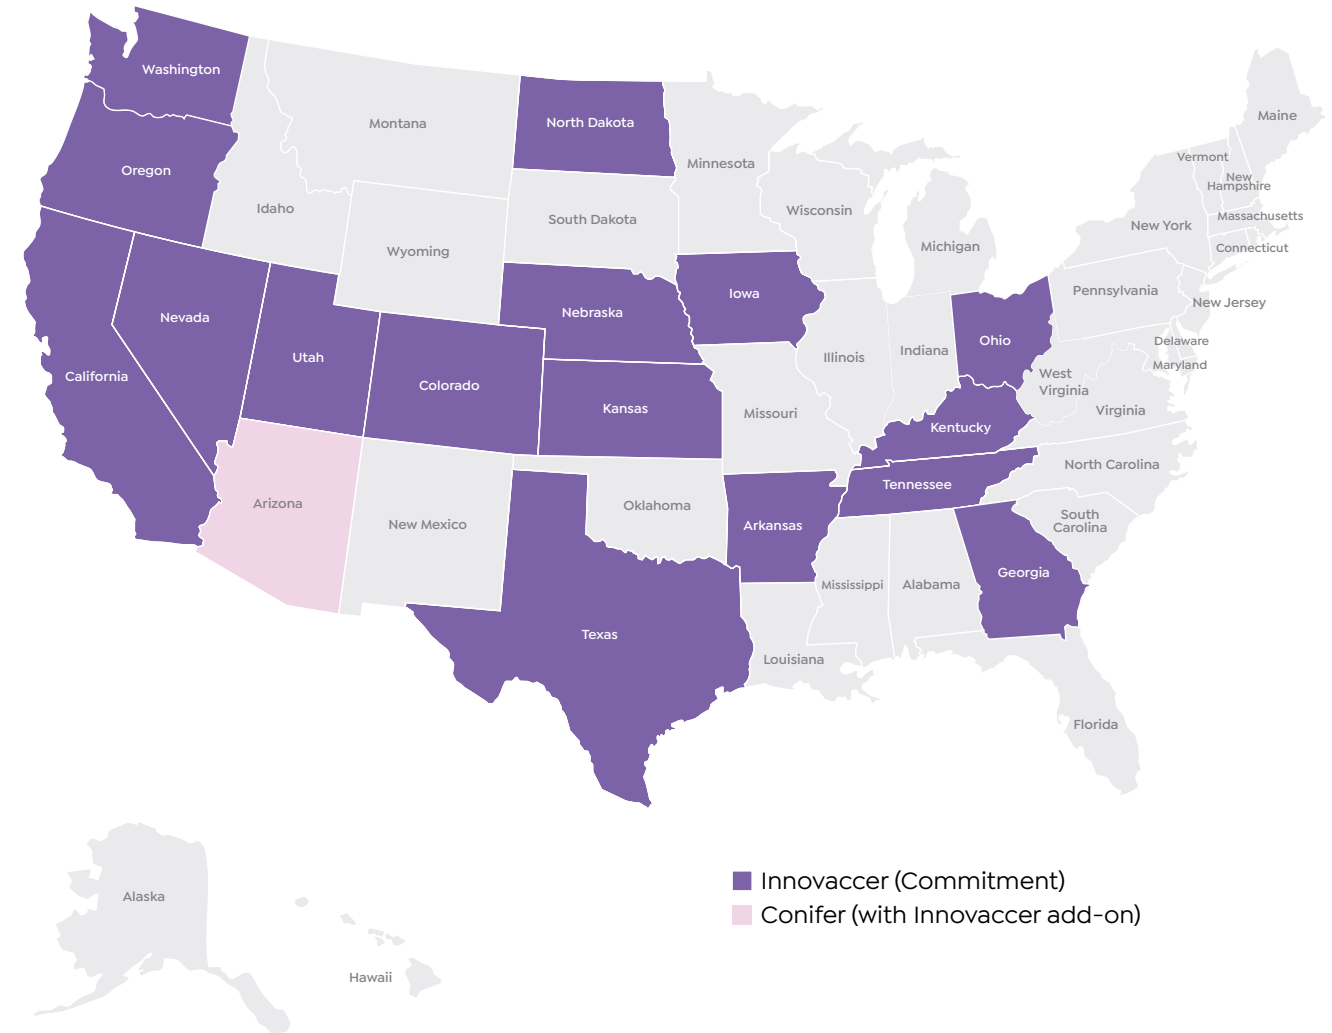 Washington
Montana
North Dakota
Minnesota
Maine
Vermont
New
Hampshire
Oregon
Idaho
South Dakota
Wisconsin
Michigan
New York
Massachusetts
Connecticut
Wyoming
Nebraska
Iowa
Pennsylvania
New Jersey
Nevada
Utah
Colorado
Illinois
Indiana
Ohio
Delaware
Maryland
West
Virginia
California
Kansas
Missouri
Kentucky
Virginia
Arizona
New Mexico
Oklahoma
Arkansas
Tennessee
North Carolina
South
Carolina
Texas
Louisiana
Mississippi
Alabama
Georgia
Florida
Alaska
Hawaii
Innovaccer (Commitment)
Conifer (with Innovaccer add-on)